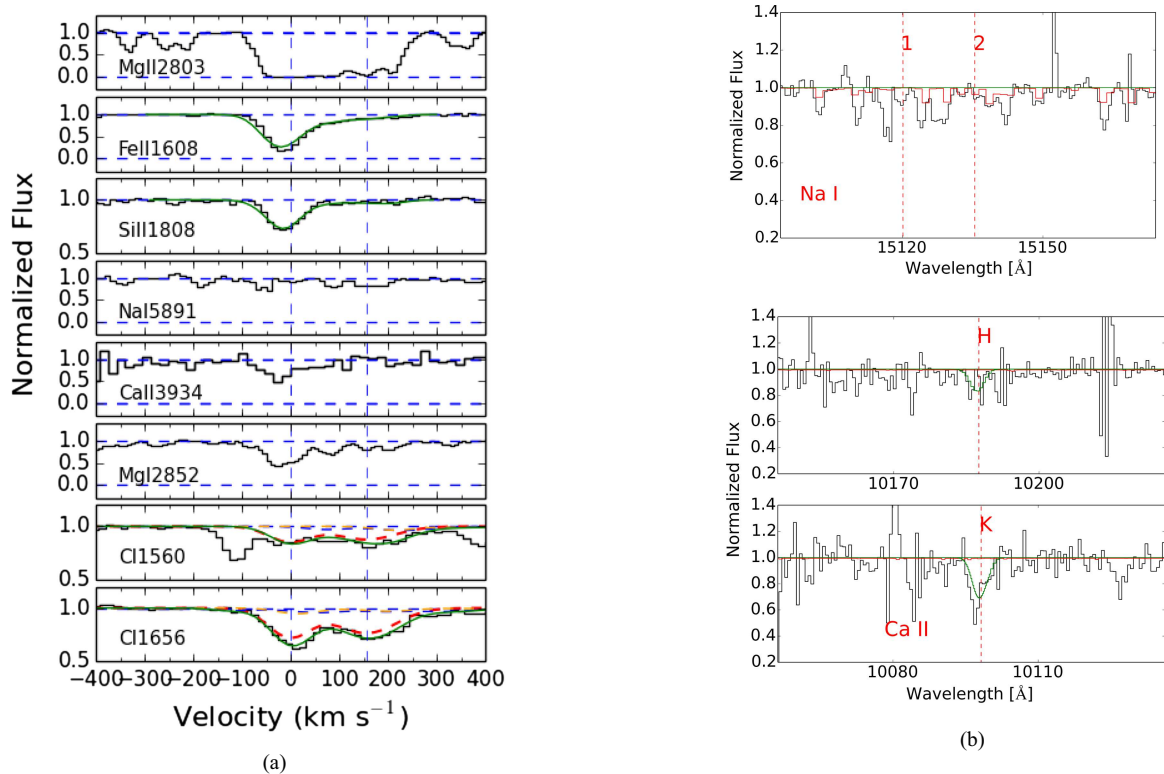 Normalized Flux
1.0
0.0
MgII2803
1.0
0.5
0.0
FeII1608
1.0
0.5
SiII1808
1.0
0.5
0.0
NaI5891
1.0
0.5
0.0
CaII3934
1.0
0.5
0.0
MgI2852
1.0
0.5
CI1560
1.0
0.5
CI1656
−400 −300 −200 −100 0 100 200 300 400
Velocity (km s⁻¹)
(a)
1.4
1.2
1.0
0.8
0.6
0.4
0.2
Normalized Flux
1
2
Na I
15120 15150
Wavelength [Å]
1.4
1.2
1.0
0.8
0.6
0.4
0.2
Normalized Flux
H
10170 10200
1.4
1.2
1.0
0.8
0.6
0.4
0.2
Normalized Flux
K
Ca II
10080 10110
Wavelength [Å]
(b)